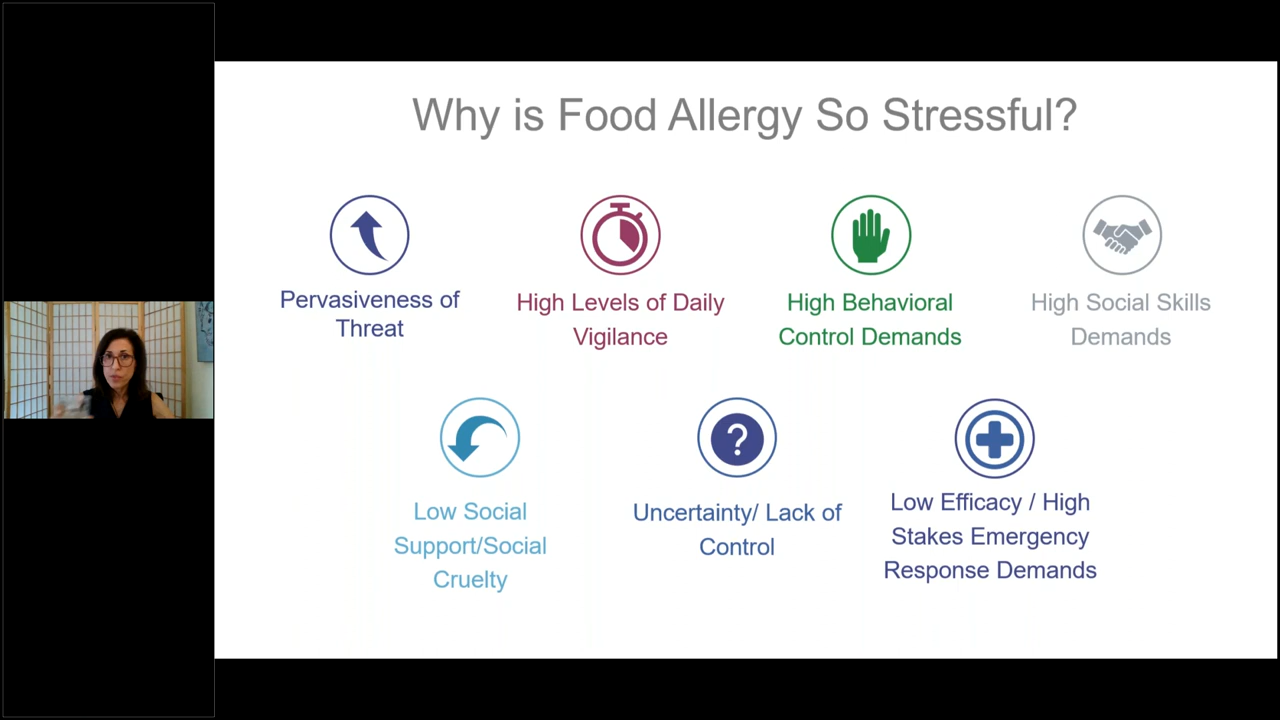 Why is Food Allergy So Stressful?
Pervasiveness of
Threat
High Levels of Daily
Vigilance
High Behavioral
Control Demands
High Social Skills
Demands
Low Social
Support/Social
Cruelty
?
Uncertainty/ Lack of
Control
Low Efficacy / High
Stakes Emergency
Response Demands